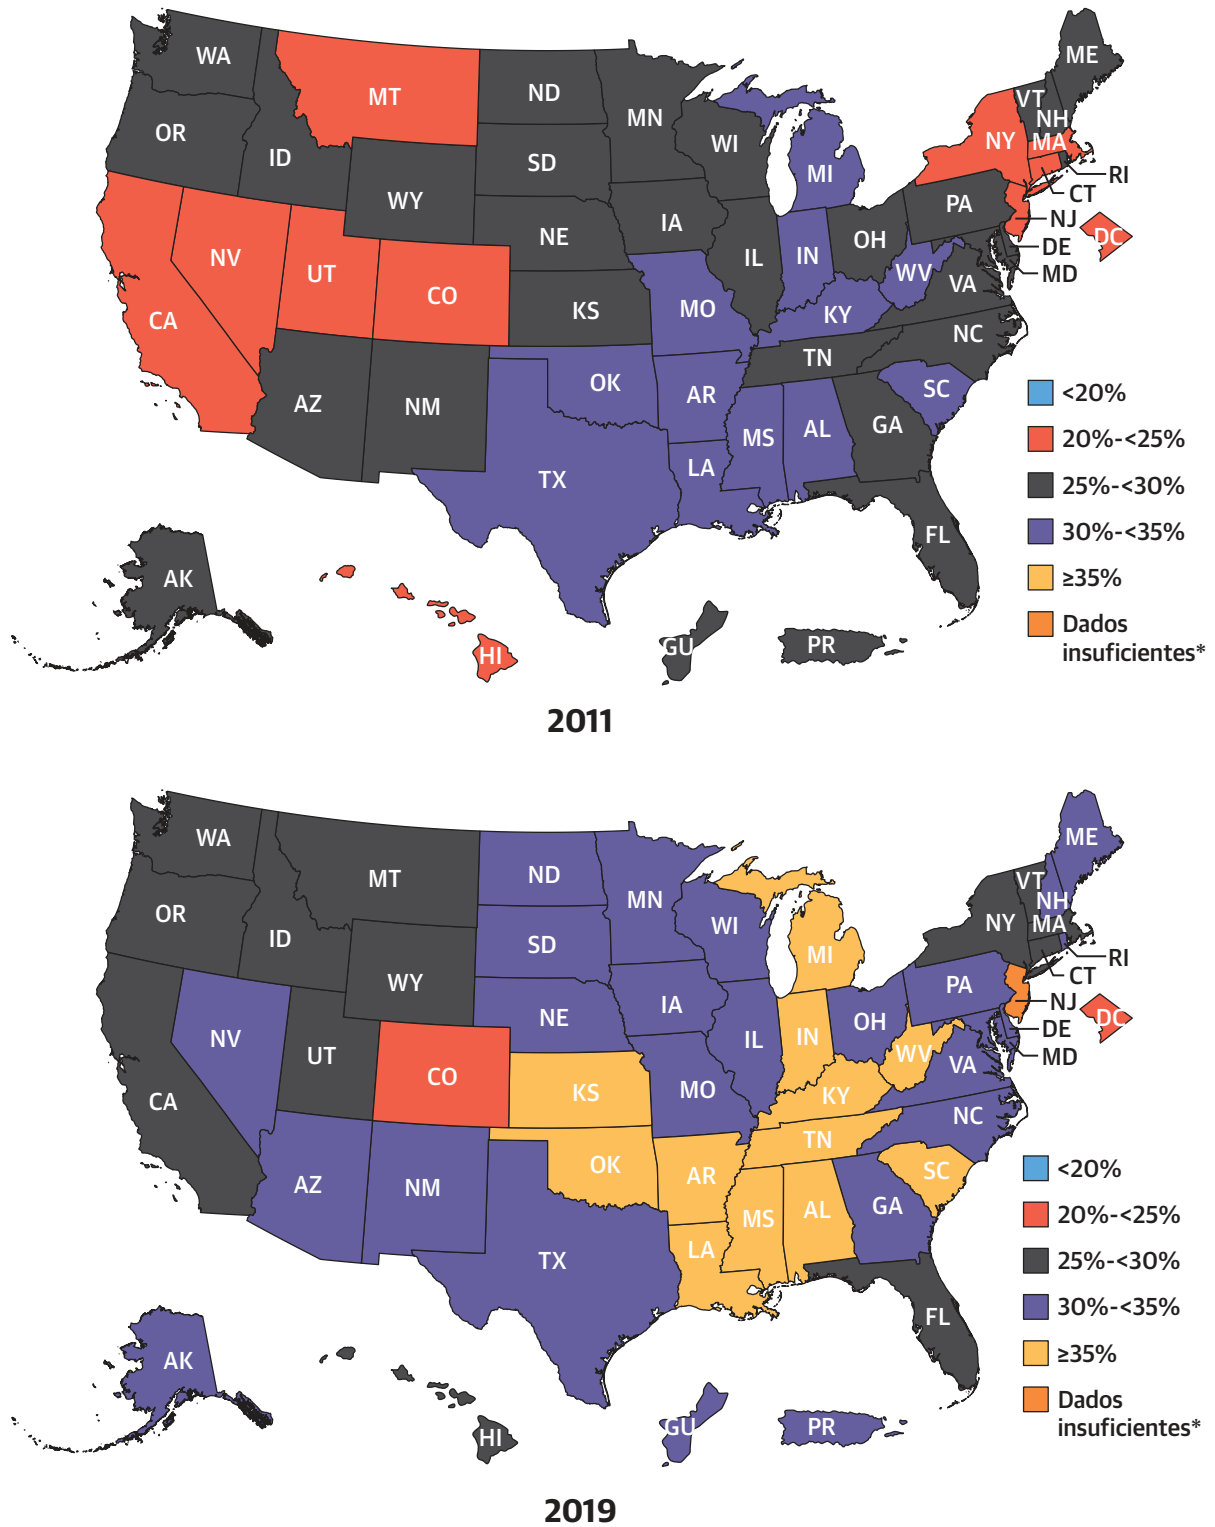 WA
MT
ND
MN
ME
VT
NH
OR
ID
SD
WI
NY
MA
MI
RI
WY
CT
IA
PA
NJ
NE
OH
DC
NV
IL
IN
DE
UT
WV
MD
CO
VA
CA
KS
MO
KY
NC
TN
OK
AR
SC
AZ
NM
MS
AL
GA
LA
TX
FL
AK
GU
PR
HI
<20%
20%-<25%
25%-<30%
30%-<35%
≥35%
Dados
insuficientes*
2011
WA
MT
ND
MN
ME
VT
NH
OR
ID
SD
WI
NY
MA
MI
RI
WY
CT
IA
PA
NJ
NE
OH
DC
NV
IL
IN
DE
UT
WV
MD
CO
VA
CA
KS
MO
KY
NC
TN
OK
AR
SC
AZ
NM
MS
AL
GA
LA
TX
FL
AK
GU
PR
HI
<20%
20%-<25%
25%-<30%
30%-<35%
≥35%
Dados
insuficientes*
2019